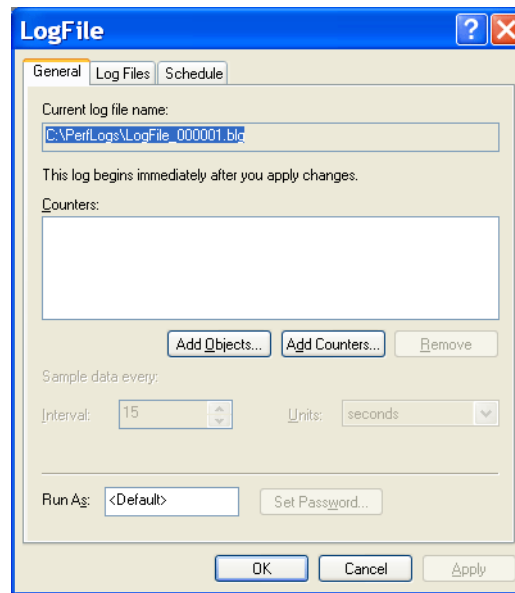 LogFile
General Log Files Schedule
Current log file name:
C:\PerfLogs\LogFile_000001.blg
This log begins immediately after you apply changes.
Counters:
Add Objects... Add Counters... Remove
Sample data every:
Interval: 15 Units: seconds
Run As: <Default> Set Password...
OK Cancel Apply